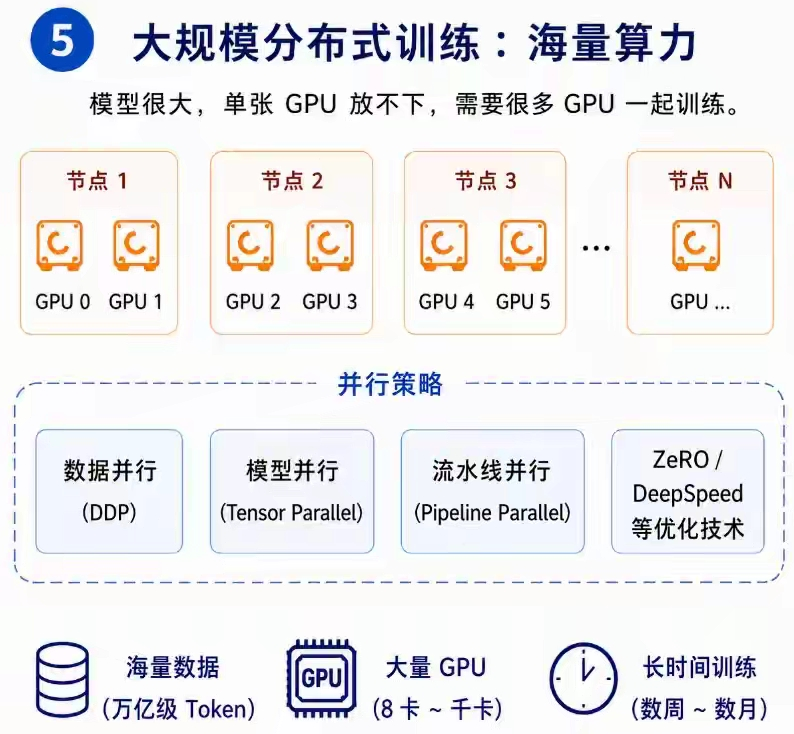 5 大规模分布式训练：海量算力
模型很大，单张 GPU 放不下，需要很多 GPU 一起训练。
节点 1
节点 2
节点 3
节点 N
...
GPU 0 GPU 1
GPU 2 GPU 3
GPU 4 GPU 5
GPU ...
并行策略
数据并行
(DDP)
模型并行
(Tensor Parallel)
流水线并行
(Pipeline Parallel)
ZeRO /
DeepSpeed
等优化技术
海量数据
(万亿级 Token)
GPU
大量 GPU
(8 卡 ~ 千卡)
长时间训练
(数周 ~ 数月)